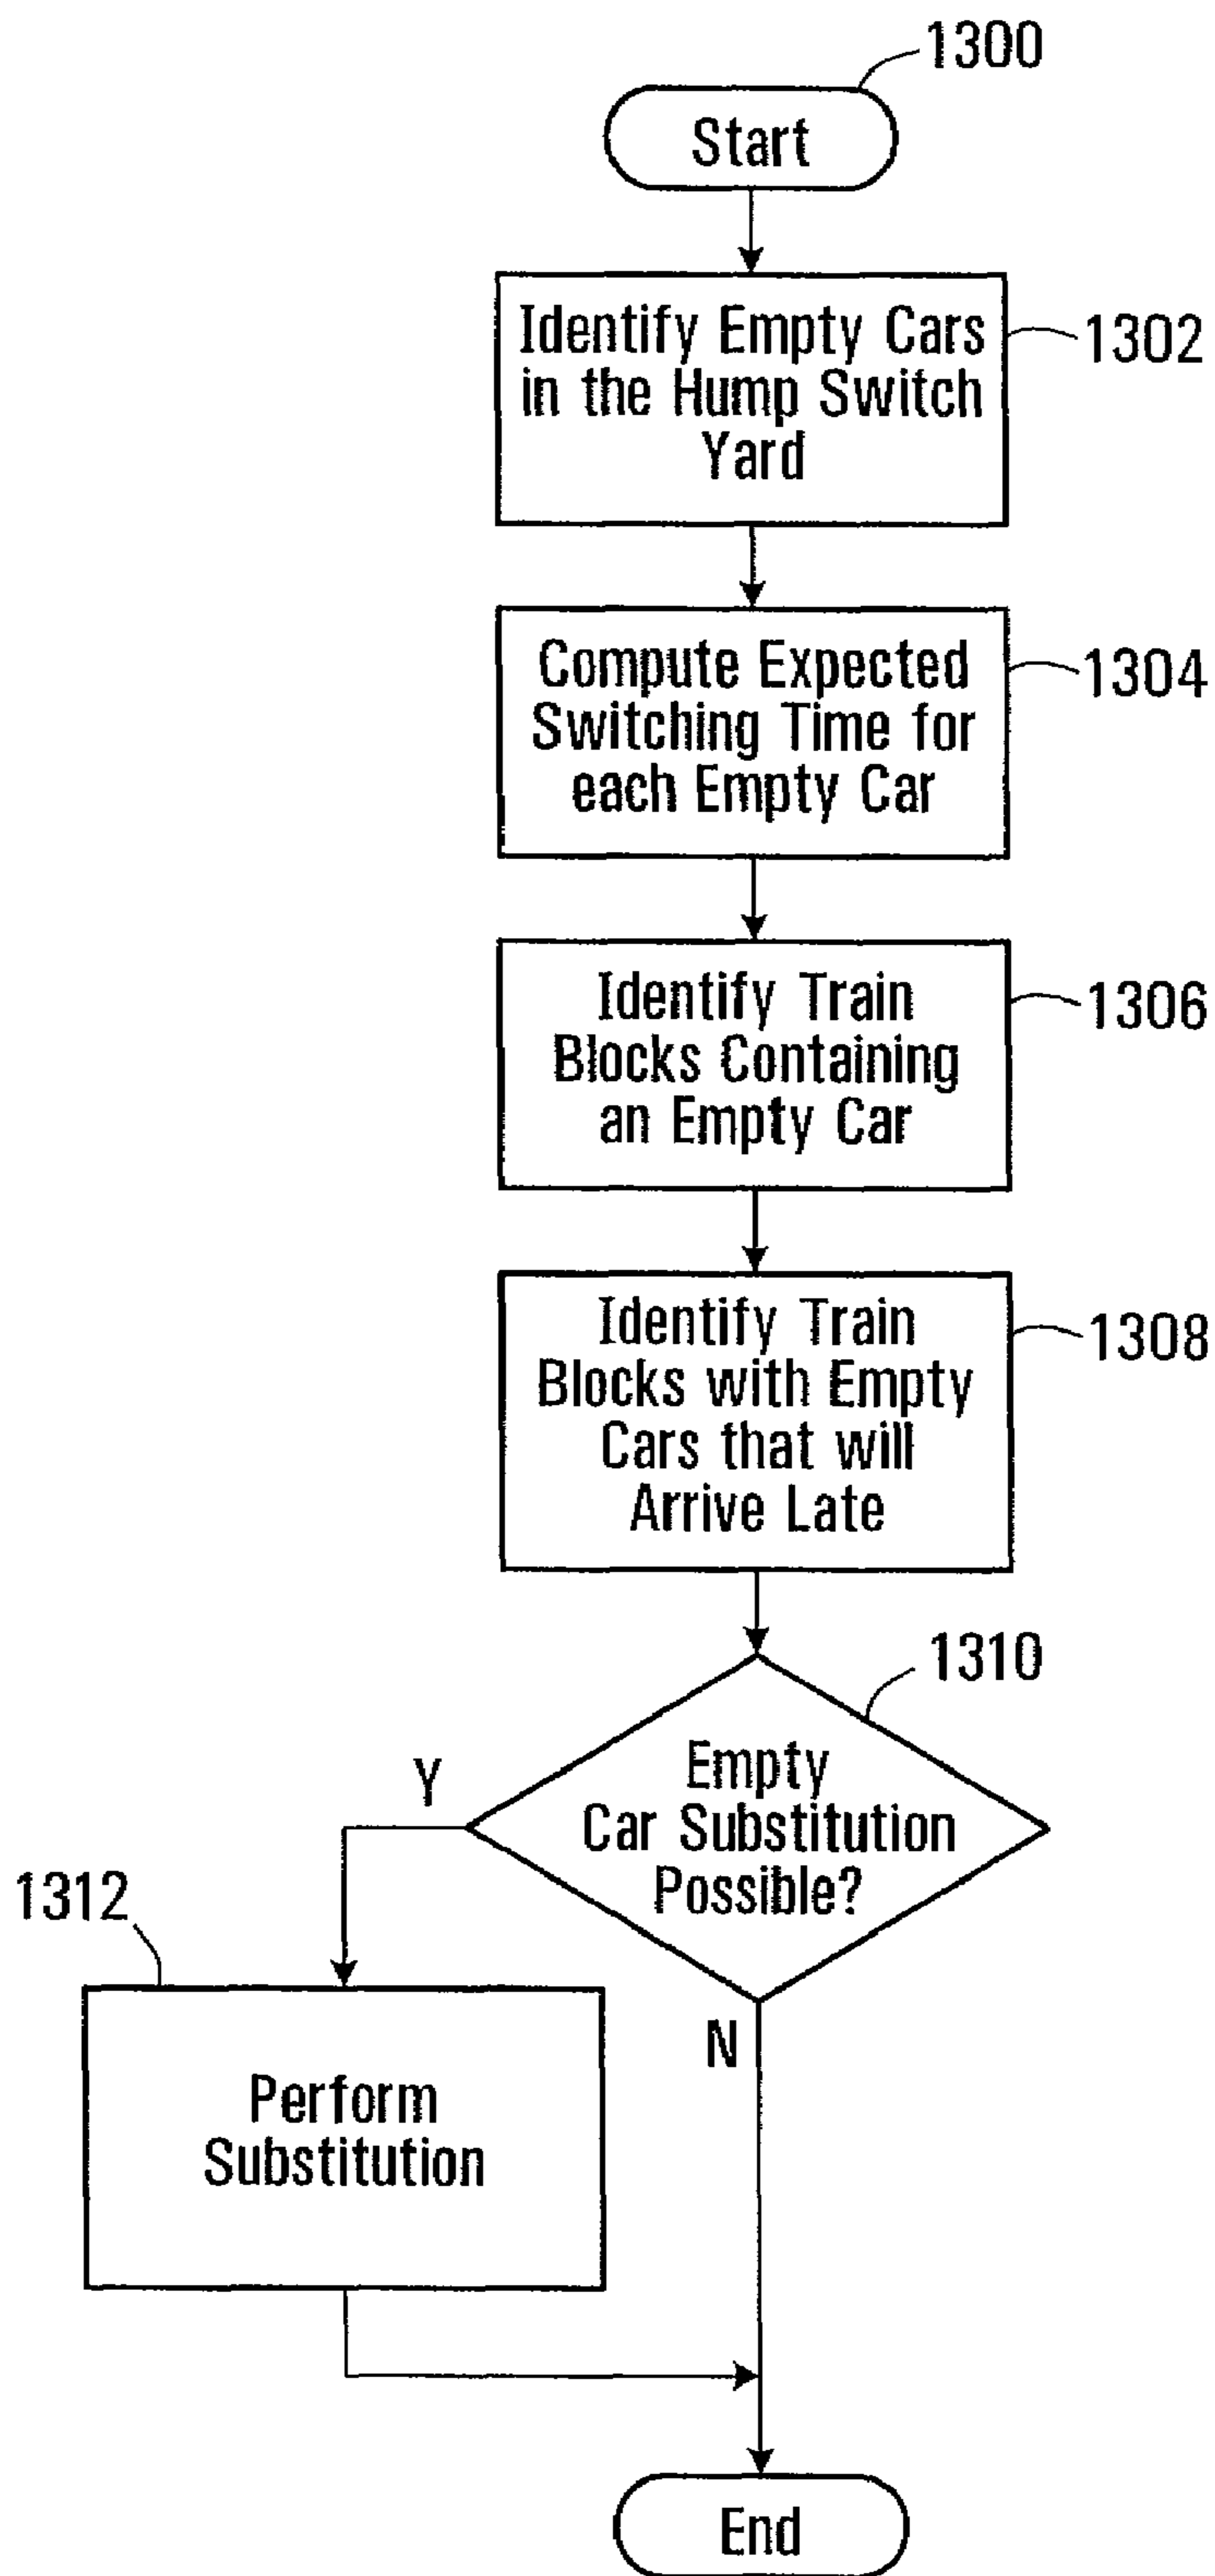 1300
Start
Identify Empty Cars
in the Hump Switch
Yard
1302
Compute Expected
Switching Time for
each Empty Car
1304
Identify Train
Blocks Containing
an Empty Car
1306
Identify Train
Blocks with Empty
Cars that will
Arrive Late
1308
1310
Empty
Car Substitution
Possible?
Y
N
1312
Perform
Substitution
End